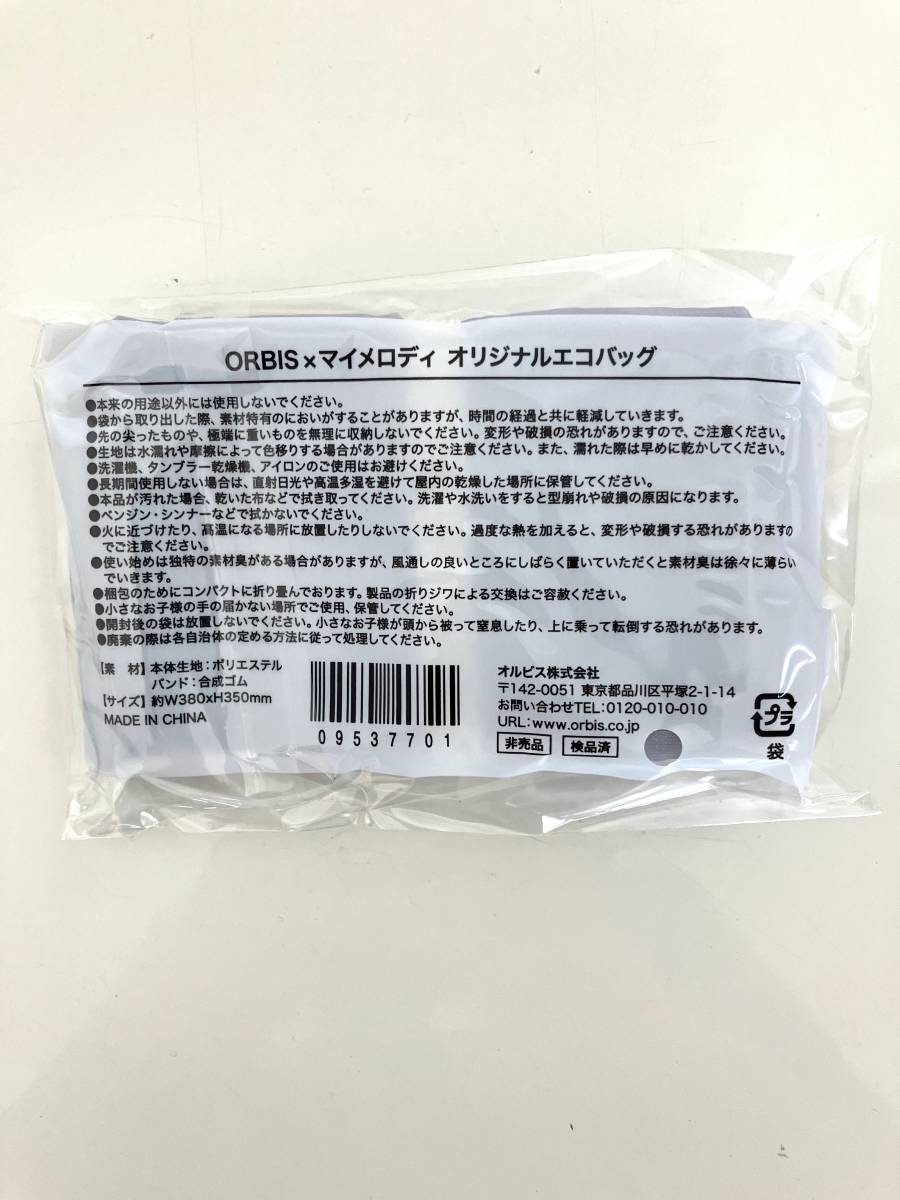 ORBIS×マイメロディ オリジナルエコバッグ
●本来の用途以外には使用しないでください。
●袋から取り出した際、素材特有のにおいがすることがありますが、時間の経過と共に軽減していきます。
●先の尖ったものや、極端に重いものを無理に収納しないでください。変形や破損の恐れがありますので、ご注意ください。
●生地は水濡れや摩擦によって色移りする場合がありますのでご注意ください。また、濡れた際は早めに乾かしてください。
●洗濯機、タンブラー乾燥機、アイロンのご使用はお避けください。
●長期間使用しない場合は、直射日光や高温多湿を避けて屋内の乾燥した場所に保管してください。
●本品が汚れた場合、乾いた布などで拭き取ってください。洗濯や水洗いをすると型崩れや破損の原因になります。
●ベンジン・シンナーなどで拭かないでください。
●火に近づけたり、高温になる場所に放置したりしないでください。過度な熱を加えると、変形や破損する恐れがありますの
でご注意ください。
●使い始めは独特の素材臭がある場合がありますが、風通しの良いところにしばらく置いていただくと素材臭は徐々に薄らい
でいきます。
●梱包のためにコンパクトに折り畳んでおります。製品の折りジワによる交換はご容赦ください。
●小さなお子様の手の届かない場所でご使用、保管してください。
●開封後の袋は放置しないでください。小さなお子様が頭から被って窒息したり、上に乗って転倒する恐れがあります。
●廃棄の際は各自治体の定める方法に従って処理してください。
【素 材】本体生地：ポリエステル
バンド：合成ゴム
【サイズ】約W380xH350mm
MADE IN CHINA
09537701
オルビス株式会社
〒142-0051 東京都品川区平塚2-1-14
お問い合わせTEL:0120-010-010
URL:www.orbis.co.jp
非売品 検品済
プラ
袋